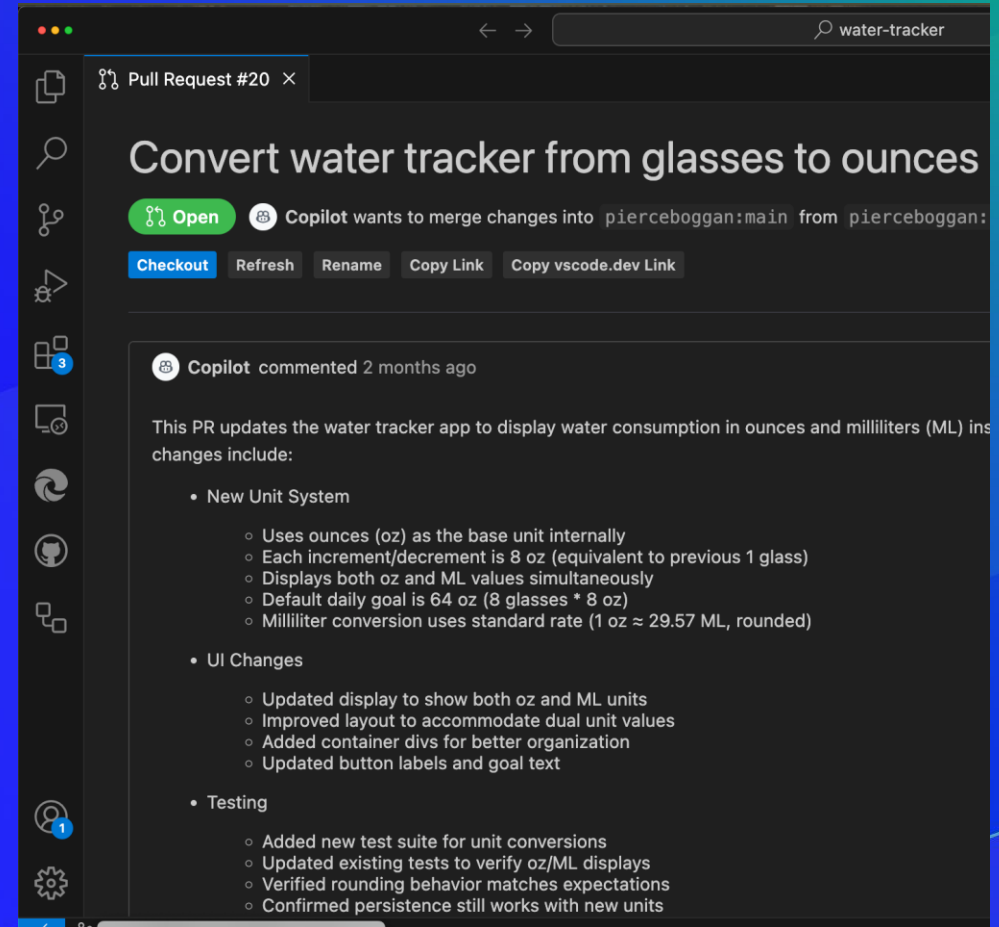 water-tracker
Pull Request #20
Convert water tracker from glasses to ounces
Open Copilot wants to merge changes into pierceboggan:main from pierceboggan:
Checkout Refresh Rename Copy Link Copy vscode.dev Link
3
Copilot commented 2 months ago
This PR updates the water tracker app to display water consumption in ounces and milliliters (ML) ins
changes include:
• New Unit System
◦ Uses ounces (oz) as the base unit internally
◦ Each increment/decrement is 8 oz (equivalent to previous 1 glass)
◦ Displays both oz and ML values simultaneously
◦ Default daily goal is 64 oz (8 glasses * 8 oz)
◦ Milliliter conversion uses standard rate (1 oz ≈ 29.57 ML, rounded)
• UI Changes
◦ Updated display to show both oz and ML units
◦ Improved layout to accommodate dual unit values
◦ Added container divs for better organization
◦ Updated button labels and goal text
• Testing
1
◦ Added new test suite for unit conversions
◦ Updated existing tests to verify oz/ML displays
◦ Verified rounding behavior matches expectations
◦ Confirmed persistence still works with new units